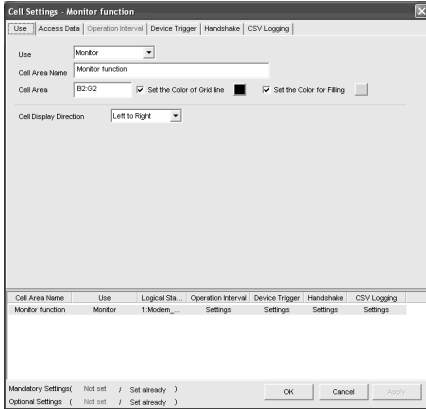 Cell Settings - Monitor function
Use Access Data Operation Interval Device Trigger Handshake CSV Logging
Use Monitor
Cell Area Name Monitor function
Cell Area B2:G2 Set the Color of Grid line Set the Color for Filling
Cell Display Direction Left to Right
Cell Area Name Use Logical Sta... Operation Interval Device Trigger Handshake CSV Logging
Monitor function Monitor 1:Modem_... Settings Settings Settings Settings
Mandatory Settings( Not set / Set already )
Optional Settings ( Not set / Set already )
OK Cancel Apply